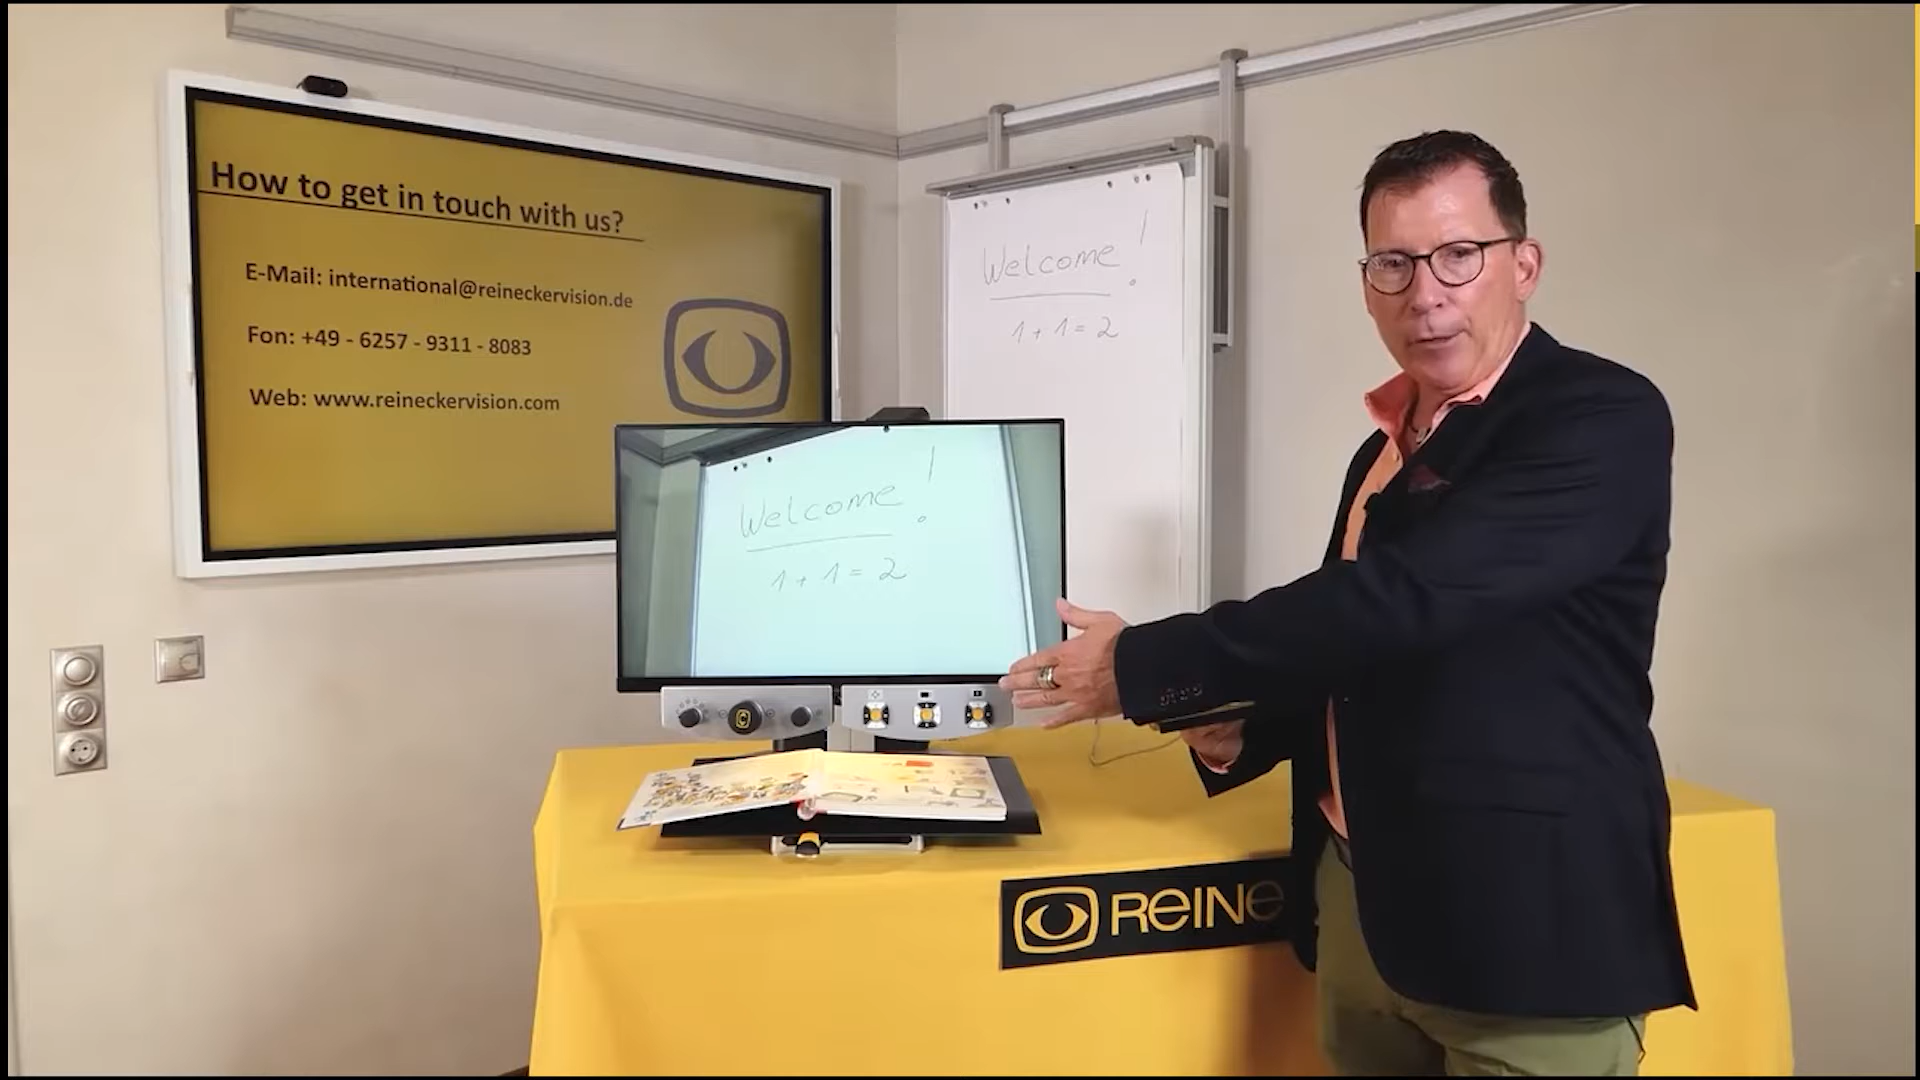 How to get in touch with us?
E-Mail: international@reineckervision.de
Fon: +49 - 6257 - 9311 - 8083
Web: www.reineckervision.com
Welcome!
1 + 1 = 2
Welcome!
1 + 1 = 2
REINE